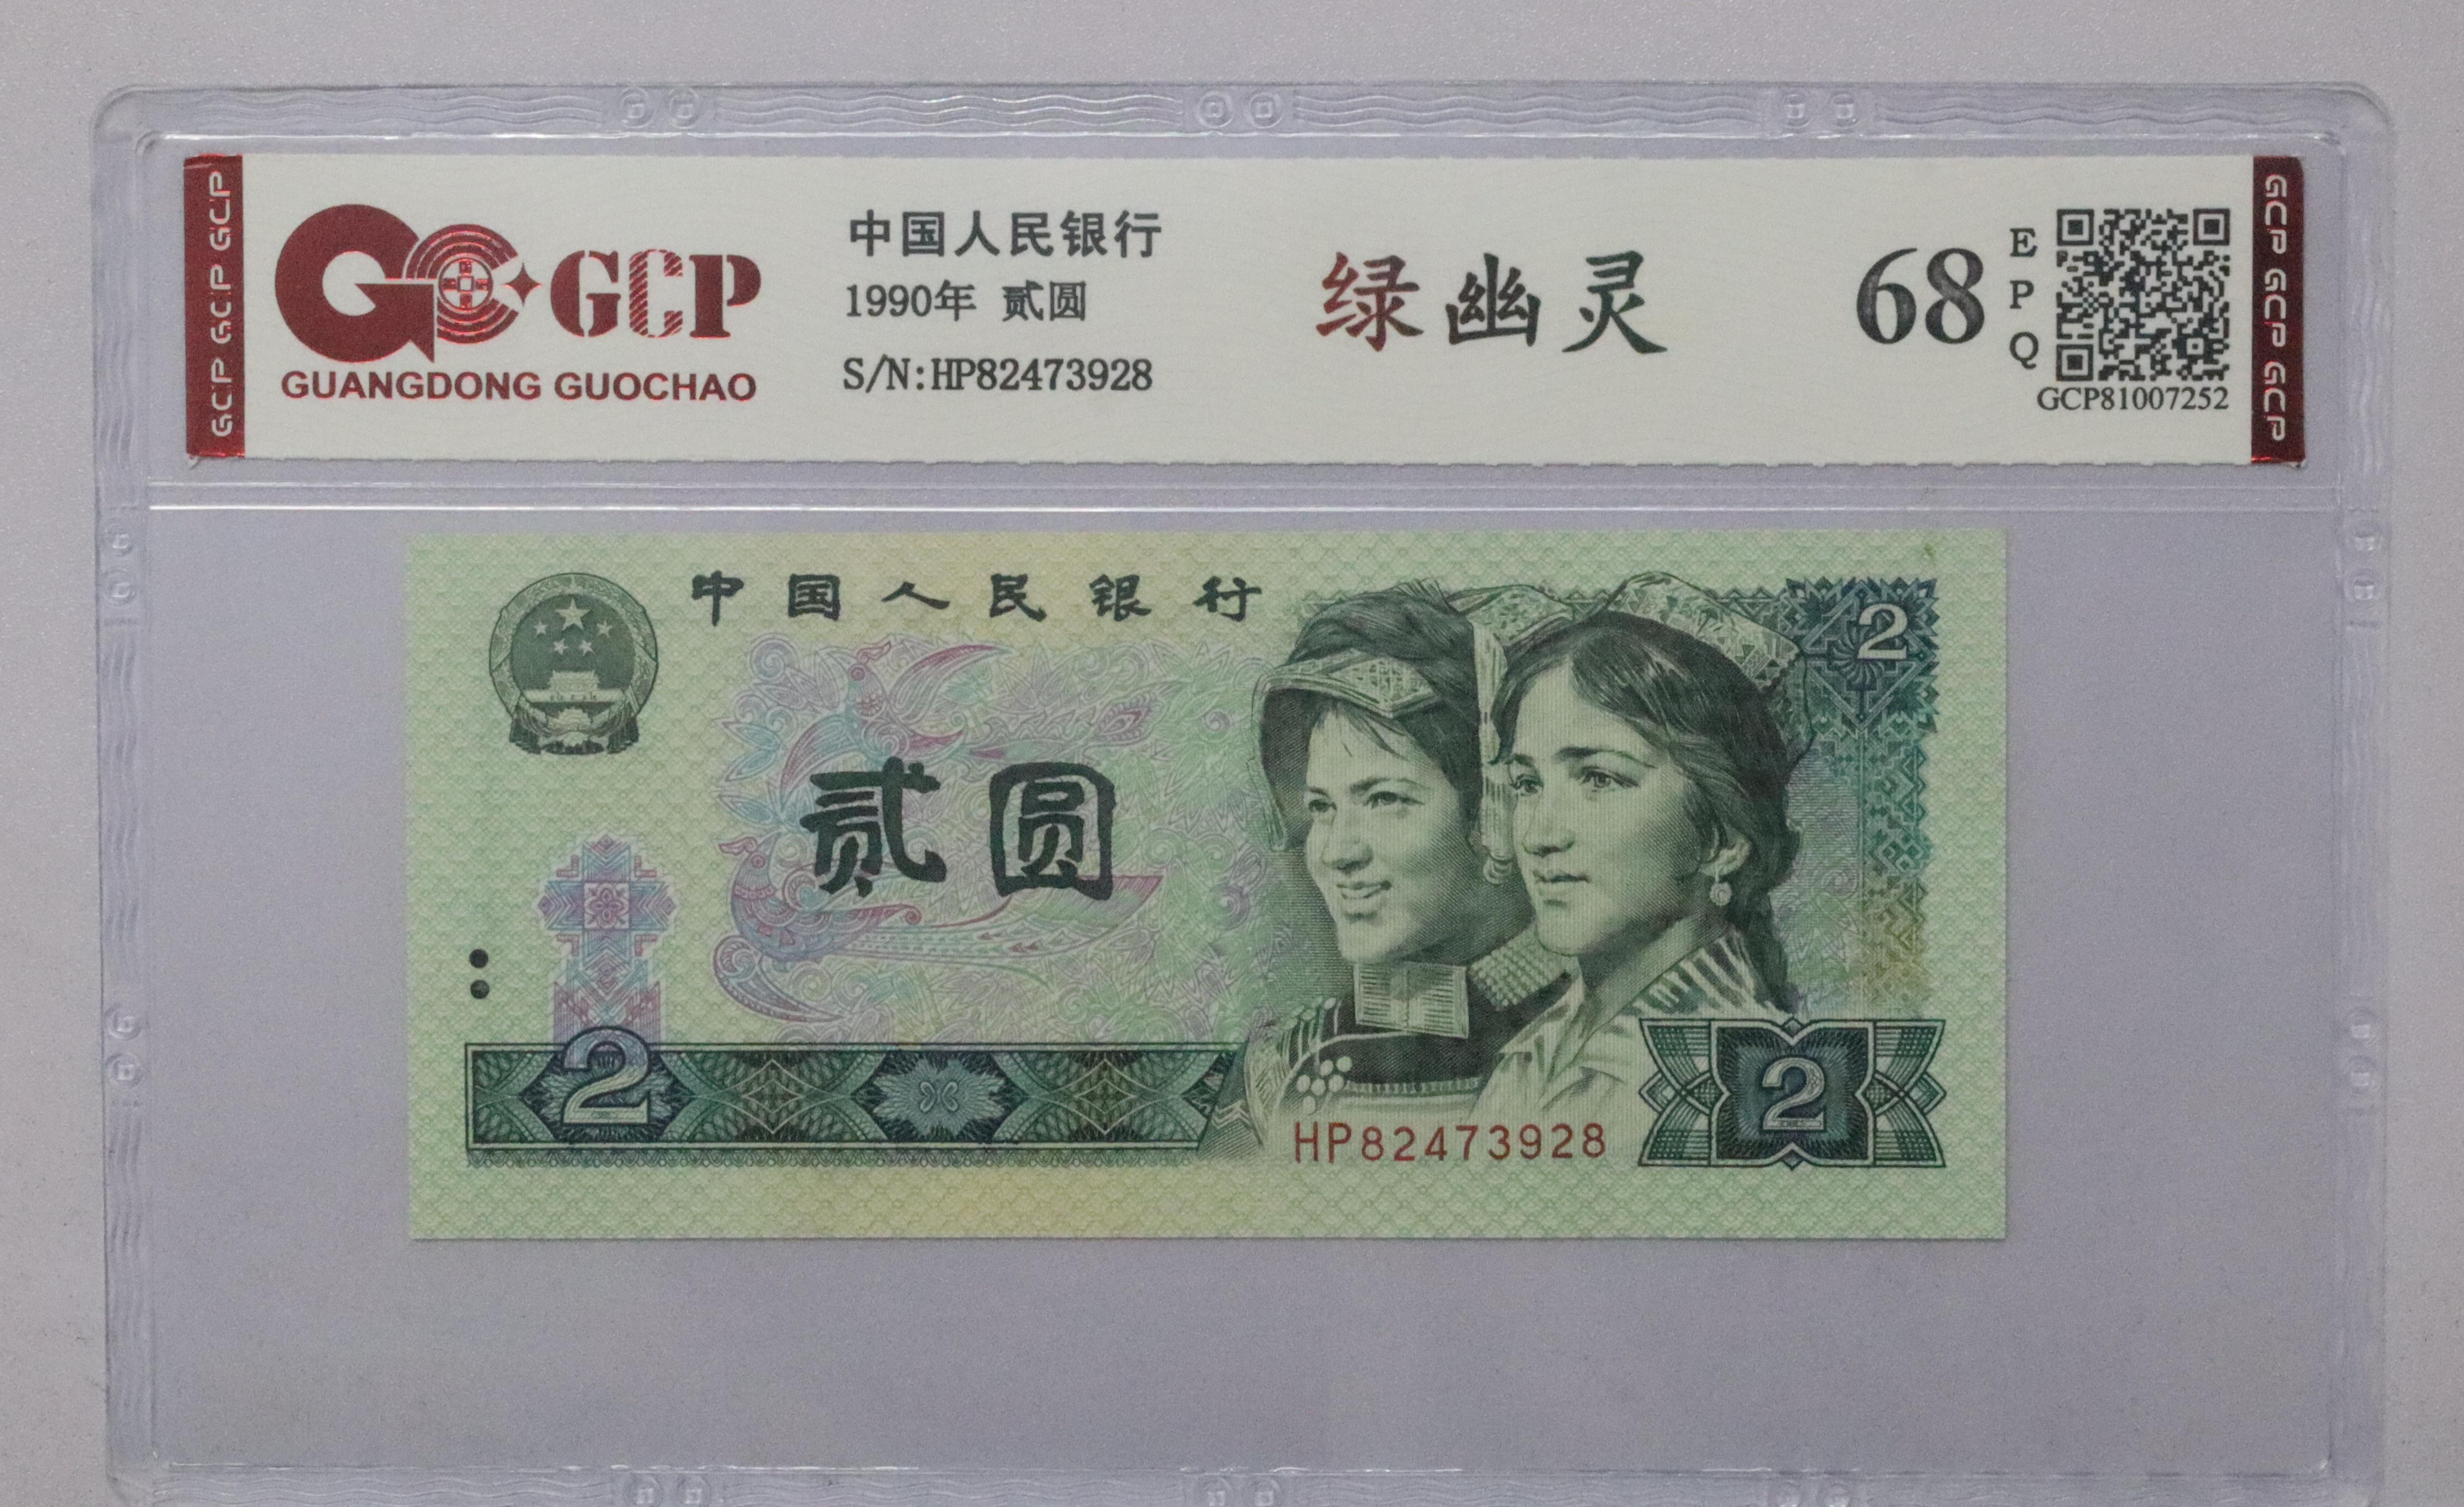 GCP GCP GCP
GCP
GUANGDONG GUOCHAO
中国人民银行
1990年 贰圆
S/N:HP82473928
绿幽灵
68
E
P
Q
GCP81007252
GCP GCP GCP
中国人民银行
2
贰圆
2
HP82473928
2